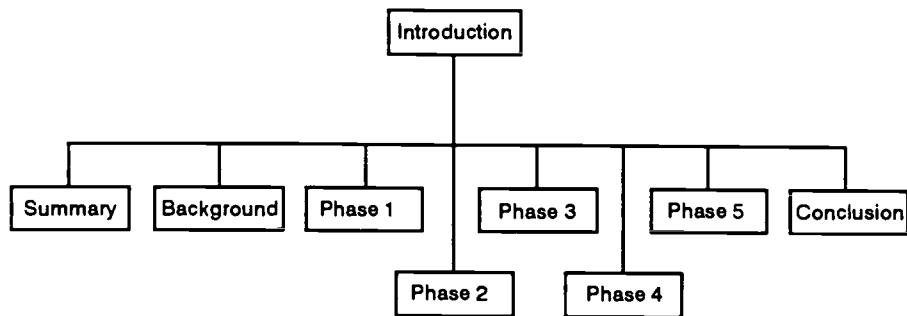 Introduction
Summary
Background
Phase 1
Phase 3
Phase 5
Conclusion
Phase 2
Phase 4